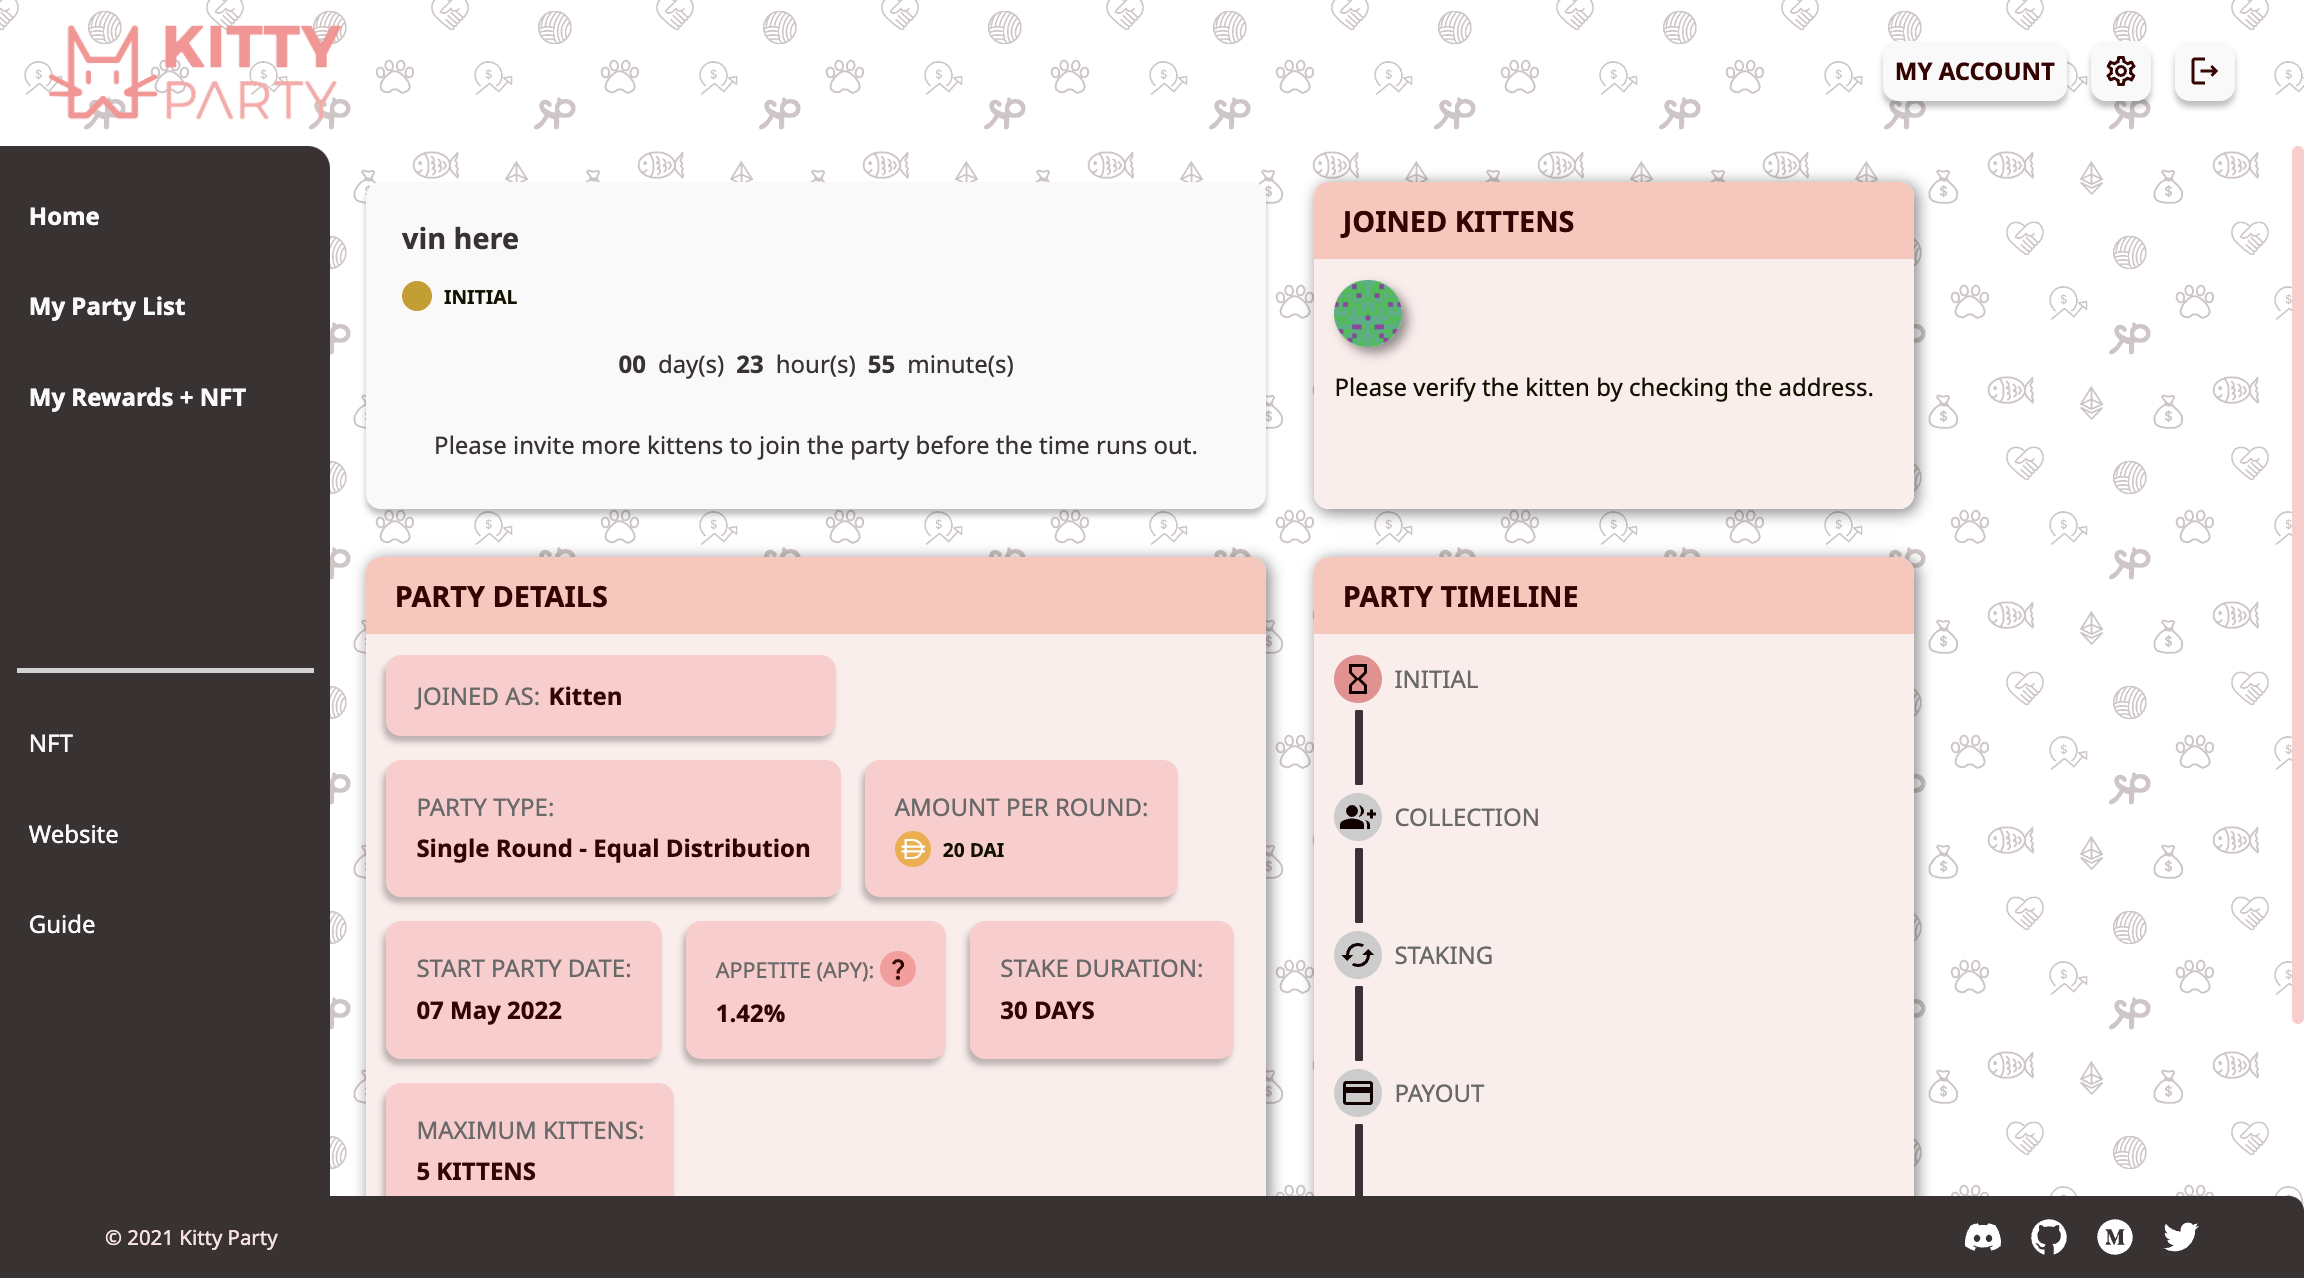 KITTY
PARTY
MY ACCOUNT
Home
My Party List
My Rewards + NFT
NFT
Website
Guide
vin here
INITIAL
00 day(s) 23 hour(s) 55 minute(s)
Please invite more kittens to join the party before the time runs out.
JOINED KITTENS
Please verify the kitten by checking the address.
PARTY DETAILS
JOINED AS: Kitten
PARTY TYPE:
Single Round - Equal Distribution
AMOUNT PER ROUND:
20 DAI
START PARTY DATE:
07 May 2022
APPETITE (APY): ?
1.42%
STAKE DURATION:
30 DAYS
MAXIMUM KITTENS:
5 KITTENS
PARTY TIMELINE
INITIAL
COLLECTION
STAKING
PAYOUT
© 2021 Kitty Party